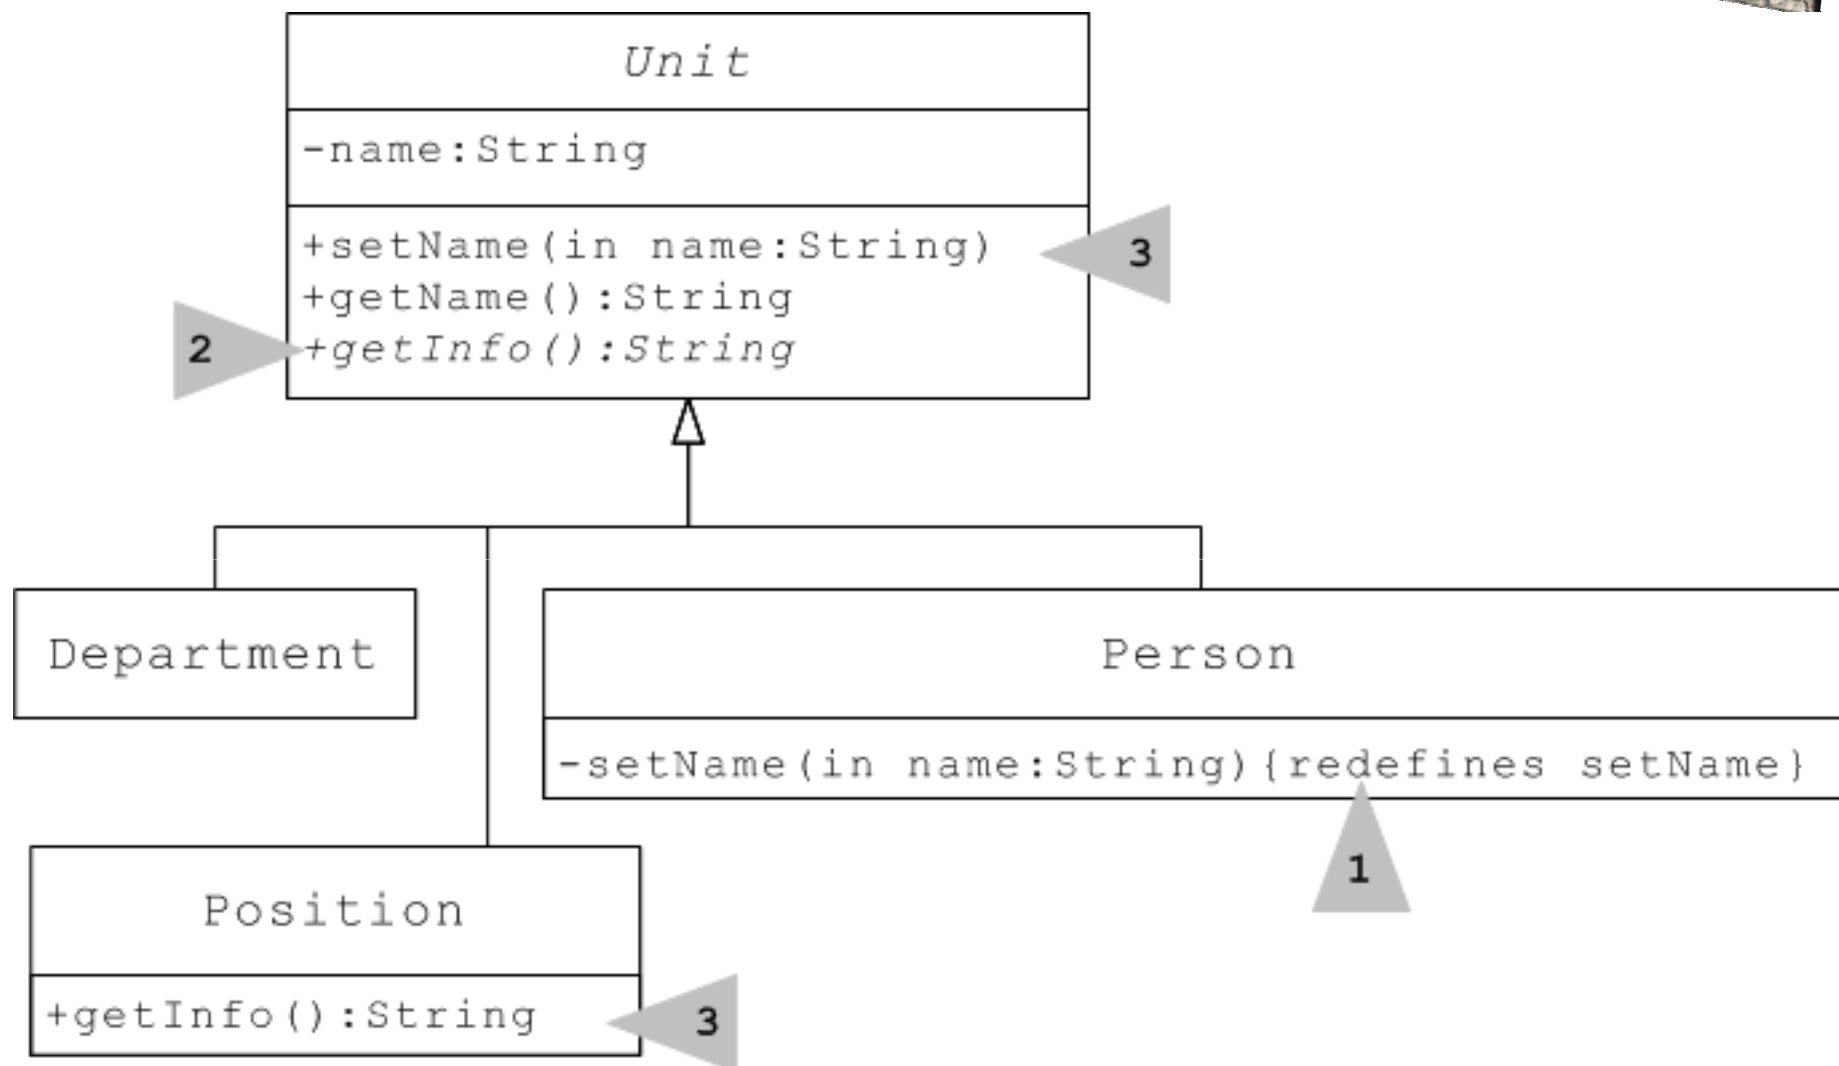 Unit
-name:String
+setName(in name:String)
3
+getName():String
2
+getInfo():String
Department
Person
-setName(in name:String){redefines setName}
1
Position
+getInfo():String
3